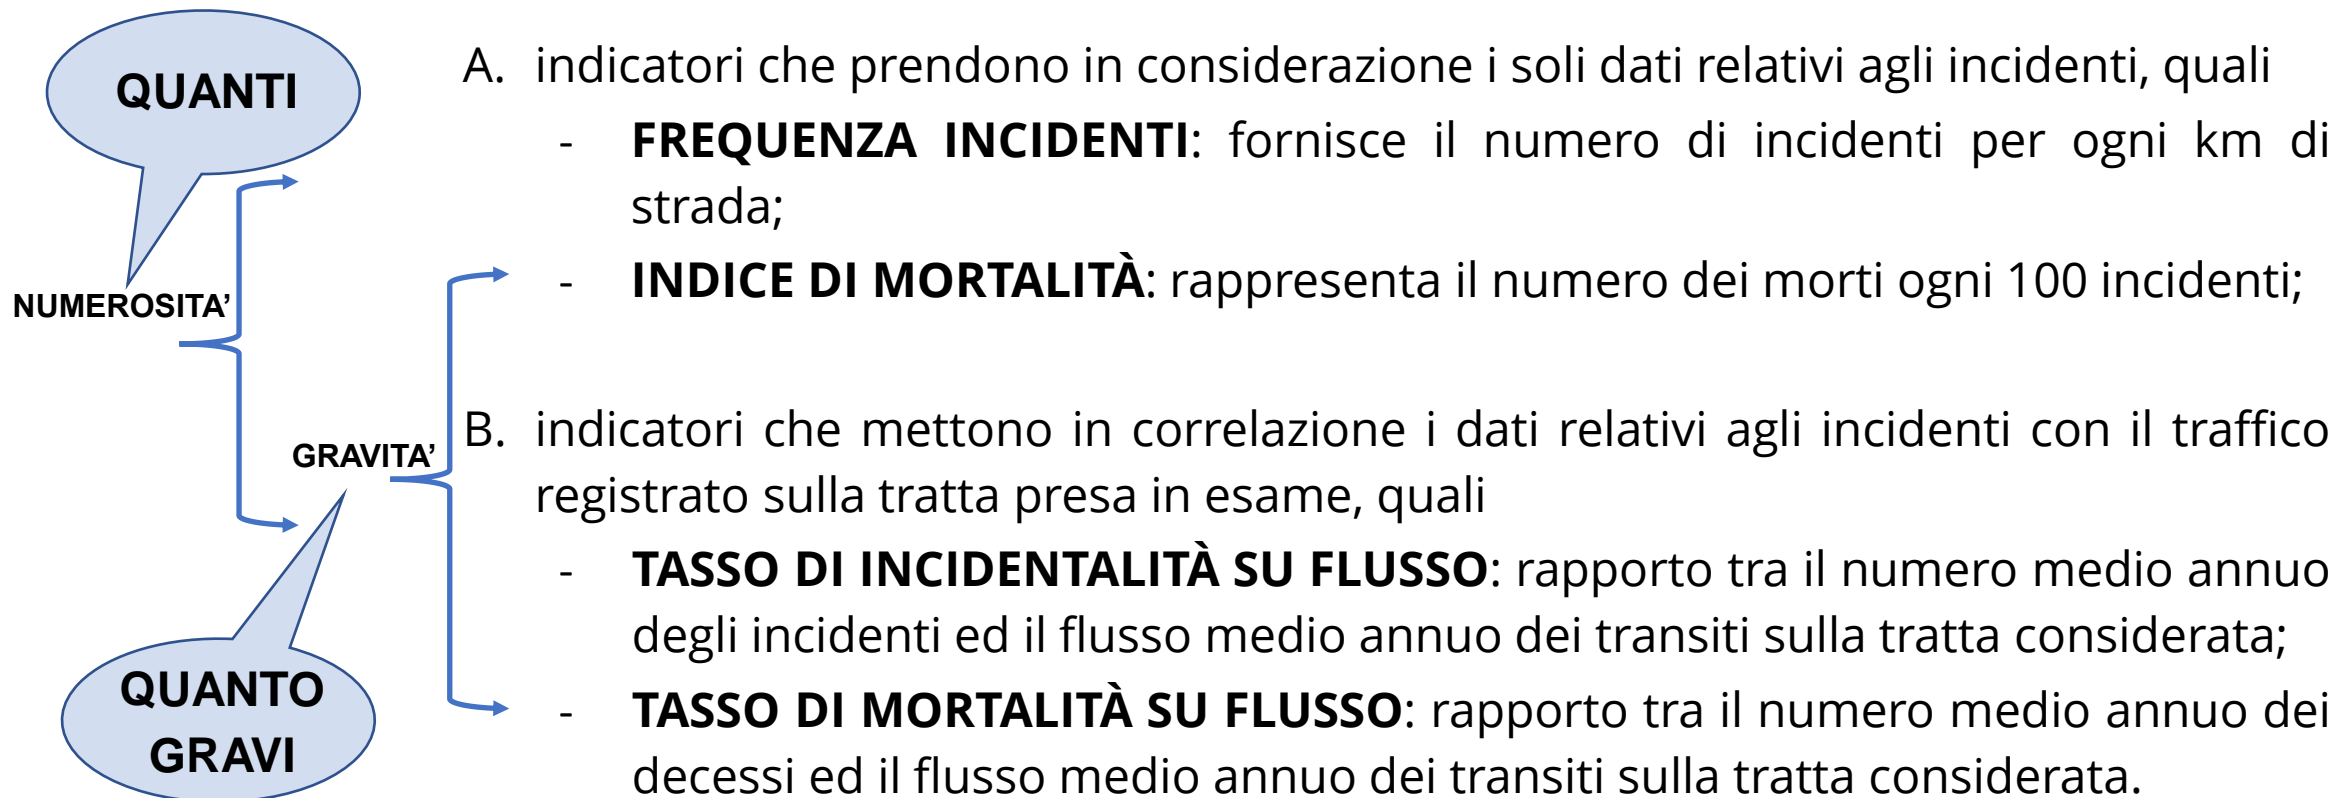 QUANTI
NUMEROSITA’
GRAVITA’
QUANTO
GRAVI
A. indicatori che prendono in considerazione i soli dati relativi agli incidenti, quali
- FREQUENZA INCIDENTI: fornisce il numero di incidenti per ogni km di
strada;
- INDICE DI MORTALITÀ: rappresenta il numero dei morti ogni 100 incidenti;
B. indicatori che mettono in correlazione i dati relativi agli incidenti con il traffico
registrato sulla tratta presa in esame, quali
- TASSO DI INCIDENTALITÀ SU FLUSSO: rapporto tra il numero medio annuo
degli incidenti ed il flusso medio annuo dei transiti sulla tratta considerata;
- TASSO DI MORTALITÀ SU FLUSSO: rapporto tra il numero medio annuo dei
decessi ed il flusso medio annuo dei transiti sulla tratta considerata.